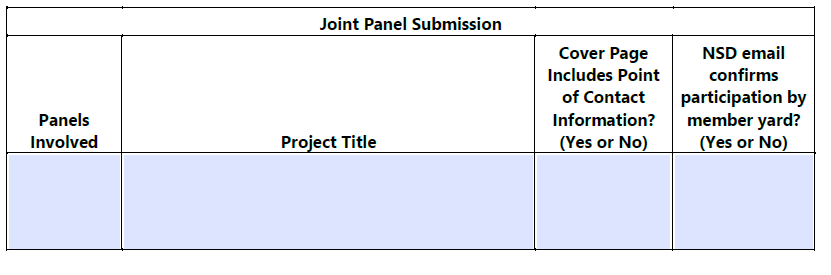 Joint Panel Submission
Panels
Involved
Project Title
Cover Page
Includes Point
of Contact
Information?
(Yes or No)
NSD email
confirms
participation by
member yard?
(Yes or No)